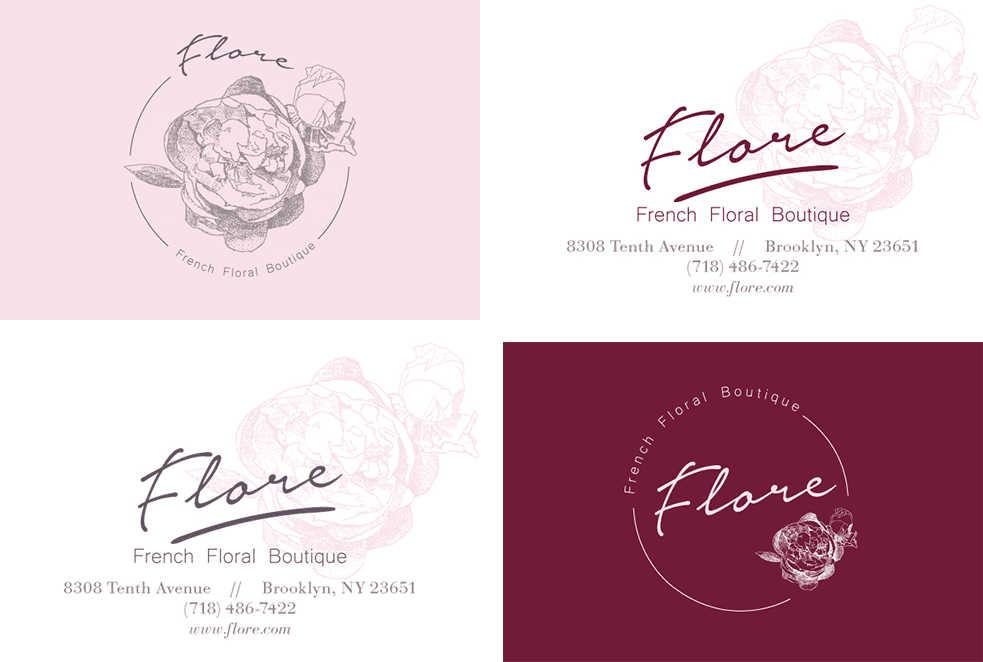 Flore
French Floral Boutique
Flore
French Floral Boutique
8308 Tenth Avenue // Brooklyn, NY 23651
(718) 486-7422
www.flore.com
Flore
French Floral Boutique
8308 Tenth Avenue // Brooklyn, NY 23651
(718) 486-7422
www.flore.com
French Floral Boutique
Flore